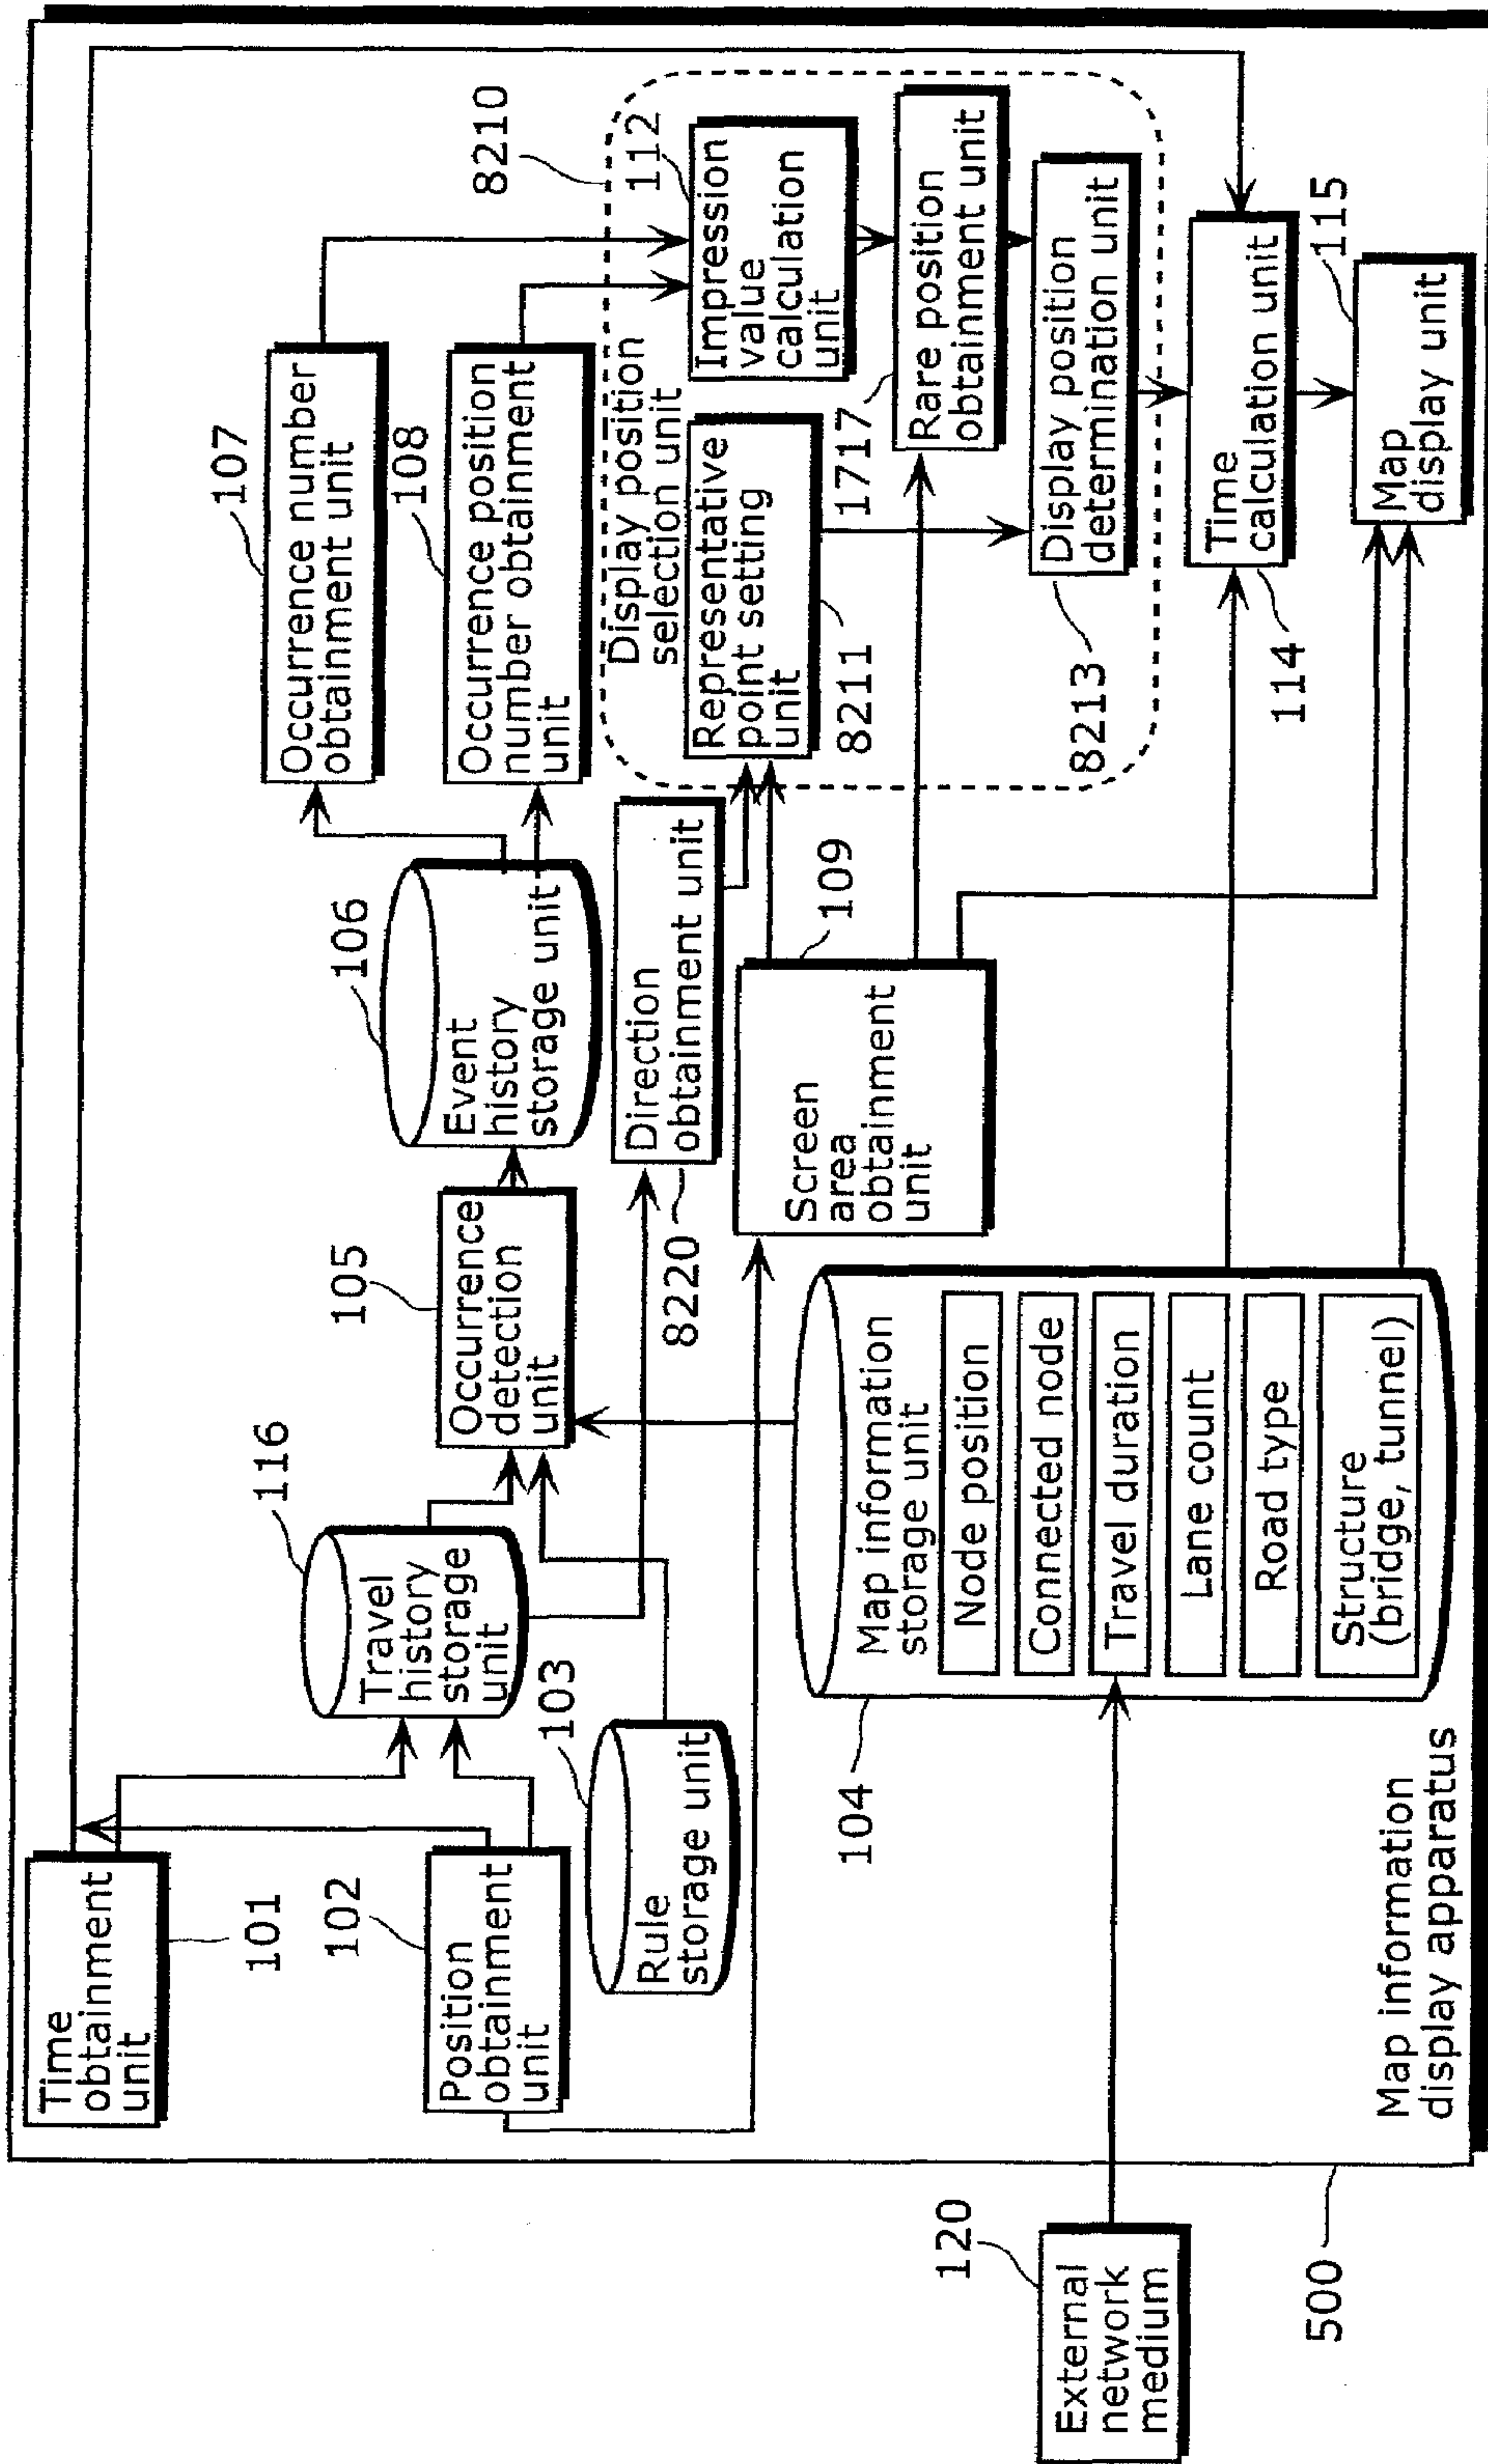 Time
obtainment
unit
101
102
Position
obtainment
unit
103
Rule
storage unit
116
Travel
history
storage
unit
105
Occurrence
detection
unit
106
Event
history
storage unit
107
Occurrence number
obtainment unit
108
Occurrence position
number obtainment
unit
Direction
obtainment unit
8220
109
Screen
area
obtainment
unit
8210
Display position
selection unit
112
Impression
value
calculation
unit
Representative
point setting
unit
8211
1717
Rare position
obtainment unit
Display position
determination unit
8213
Time
calculation unit
114
115
Map
display unit
104
Map information
storage unit
Node position
Connected node
Travel duration
Lane count
Road type
Structure
(bridge, tunnel)
120
External
network
medium
500
Map information
display apparatus